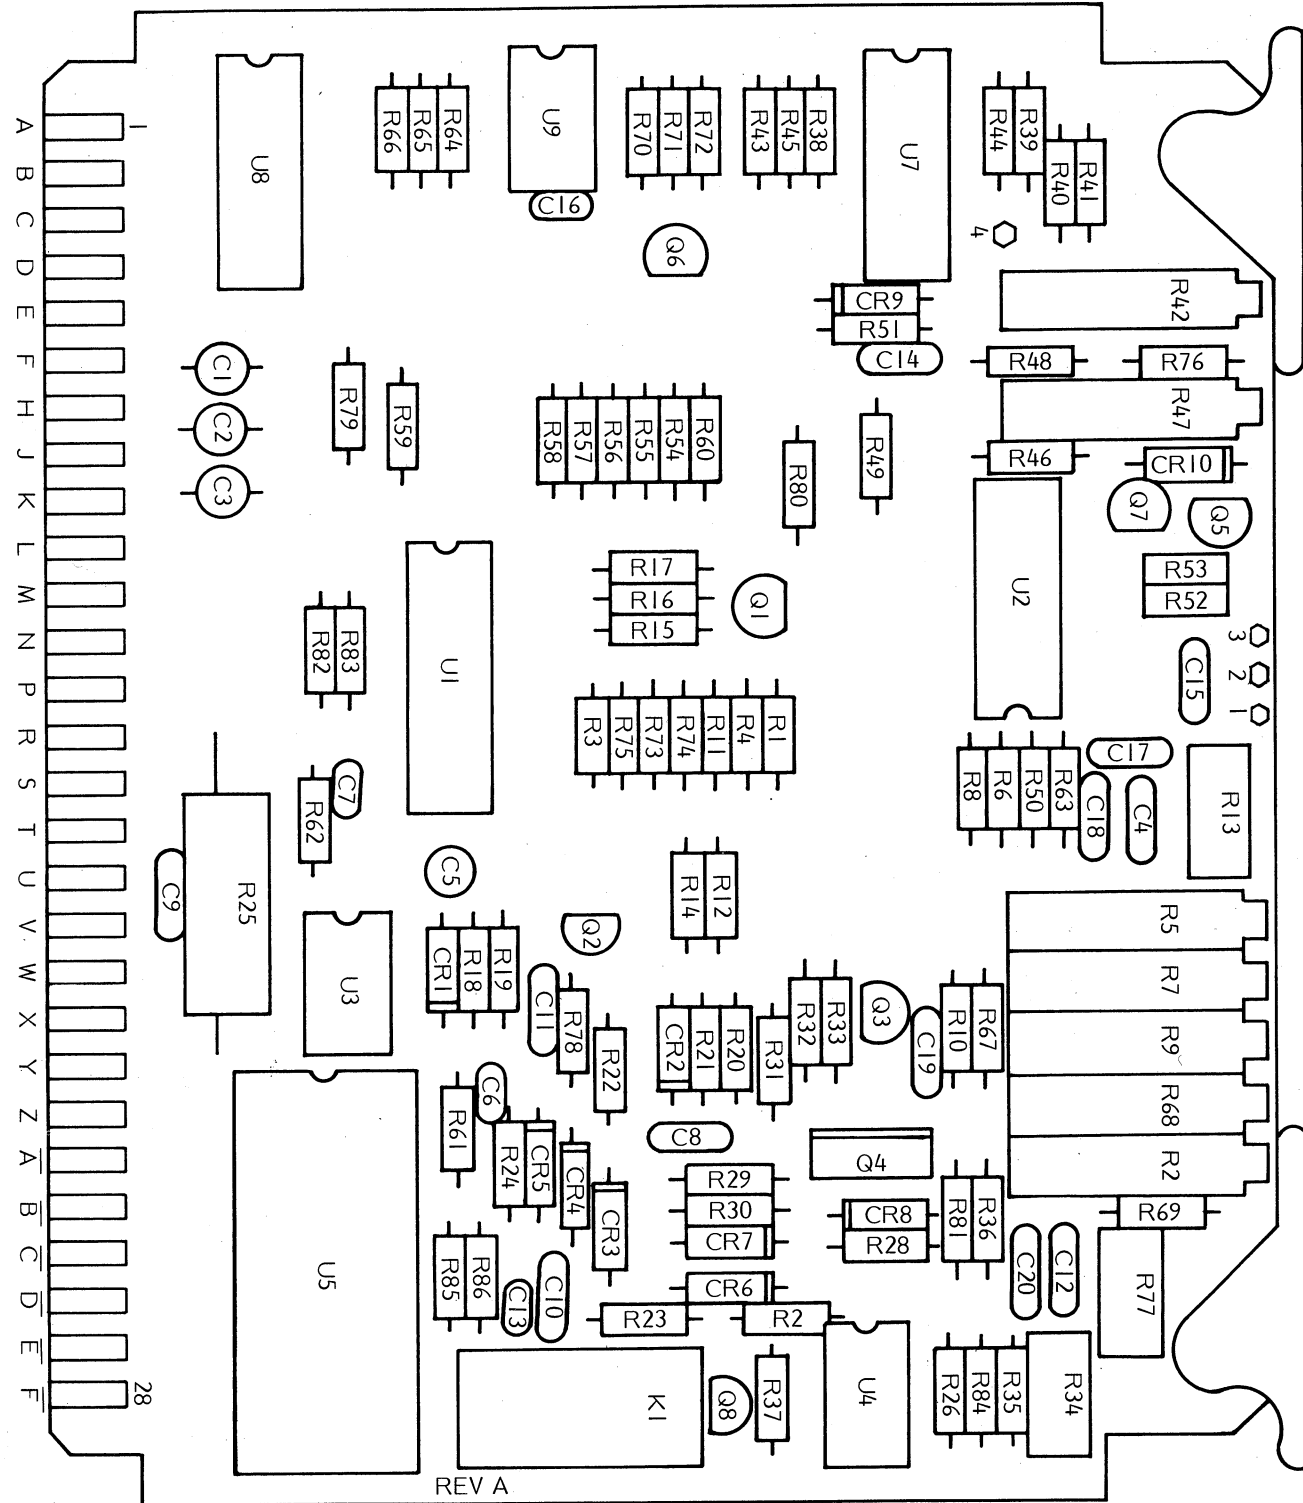 A
1
B
C
D
E
F
H
J
K
L
M
N
P
R
S
T
U
V
W
X
Y
Z
A̅
B̅
C̅
D̅
E̅
F̅
28
U8
R66
R65
R64
U9
C16
R70
R71
R72
R43
R45
R38
U7
R44
R39
R40
R41
4
Q6
CR9
R51
C14
R42
R48
R76
R47
R46
CR10
C1
C2
C3
R79
R59
R58
R57
R56
R55
R54
R60
R80
R49
Q7
Q5
U2
R53
R52
3
2
1
C15
R17
R16
R15
Q1
U1
R82
R83
R3
R75
R73
R74
R11
R4
R1
R8
R6
R50
R63
C17
C18
C4
R13
R62
C7
C9
R25
C5
R14
R12
R5
R7
R9
R68
R2
U3
CR1
R18
R19
Q2
C11
R78
R22
CR2
R21
R20
R31
R32
R33
Q3
C19
R10
R67
C6
R61
R24
CR5
CR4
CR3
C8
Q4
R29
R30
CR7
CR8
R28
R81
R36
R69
C20
C12
R77
U5
R85
R86
C13
C10
CR6
R23
R2
U4
K1
Q8
R37
R26
R84
R35
R34
REV A